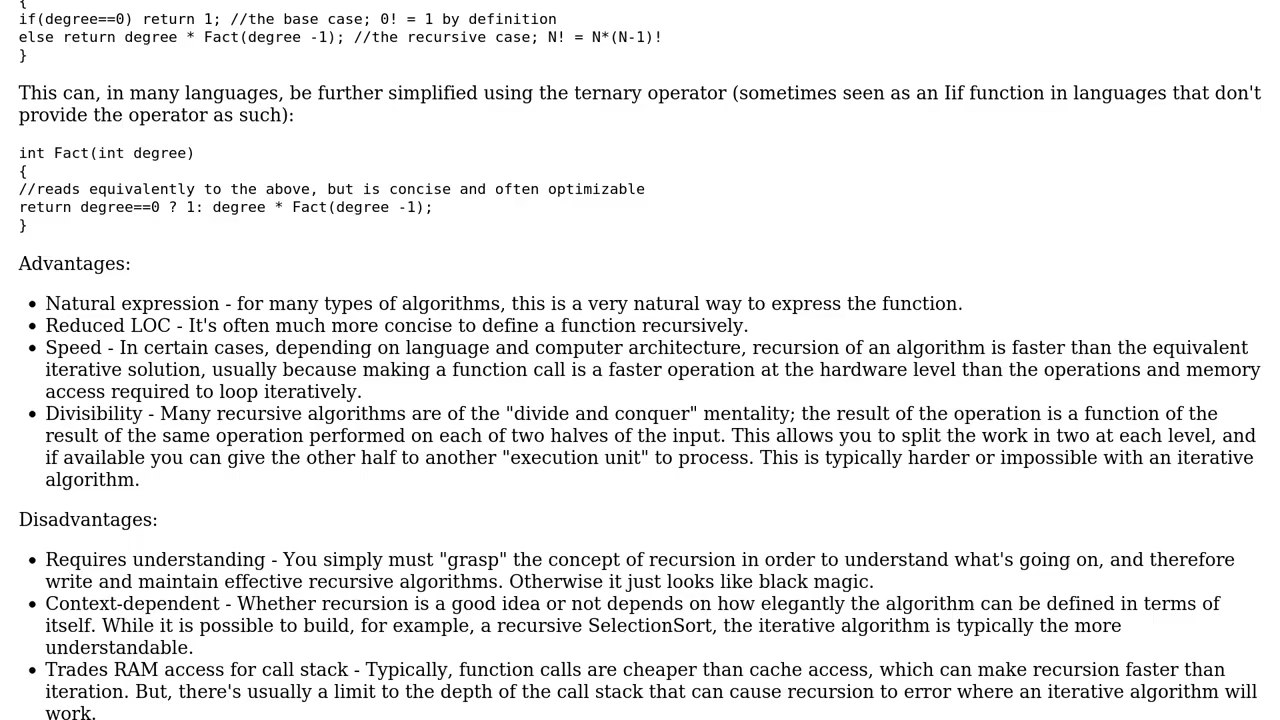 {
if(degree==0) return 1; //the base case; 0! = 1 by definition
else return degree * Fact(degree -1); //the recursive case; N! = N*(N-1)!
}
This can, in many languages, be further simplified using the ternary operator (sometimes seen as an Iif function in languages that don't
provide the operator as such):
int Fact(int degree)
{
//reads equivalently to the above, but is concise and often optimizable
return degree==0 ? 1: degree * Fact(degree -1);
}
Advantages:
• Natural expression - for many types of algorithms, this is a very natural way to express the function.
• Reduced LOC - It's often much more concise to define a function recursively.
• Speed - In certain cases, depending on language and computer architecture, recursion of an algorithm is faster than the equivalent
iterative solution, usually because making a function call is a faster operation at the hardware level than the operations and memory
access required to loop iteratively.
• Divisibility - Many recursive algorithms are of the "divide and conquer" mentality; the result of the operation is a function of the
result of the same operation performed on each of two halves of the input. This allows you to split the work in two at each level, and
if available you can give the other half to another "execution unit" to process. This is typically harder or impossible with an iterative
algorithm.
Disadvantages:
• Requires understanding - You simply must "grasp" the concept of recursion in order to understand what's going on, and therefore
write and maintain effective recursive algorithms. Otherwise it just looks like black magic.
• Context-dependent - Whether recursion is a good idea or not depends on how elegantly the algorithm can be defined in terms of
itself. While it is possible to build, for example, a recursive SelectionSort, the iterative algorithm is typically the more
understandable.
• Trades RAM access for call stack - Typically, function calls are cheaper than cache access, which can make recursion faster than
iteration. But, there's usually a limit to the depth of the call stack that can cause recursion to error where an iterative algorithm will
work.